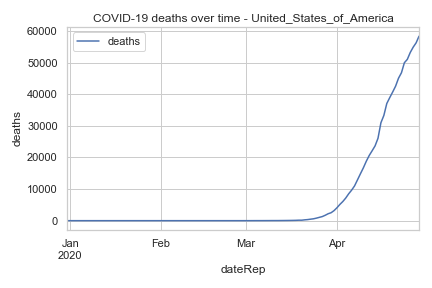 COVID-19 deaths over time - United_States_of_America
deaths
60000
50000
40000
30000
20000
10000
0
deaths
Jan
2020
Feb
Mar
Apr
dateRep